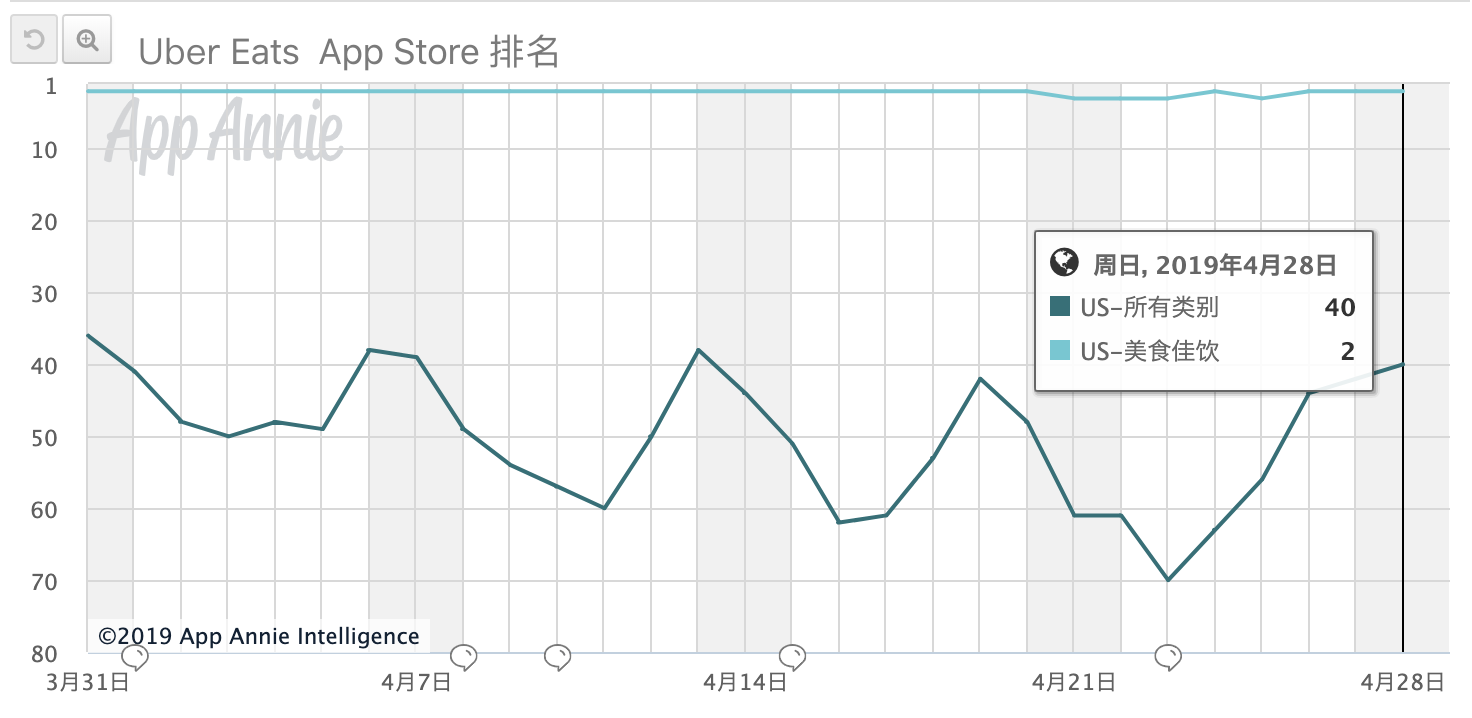 Uber Eats App Store 排名
App Annie
1
10
20
30
40
50
60
70
80
周日, 2019年4月28日
US-所有类别 40
US-美食佳饮 2
©2019 App Annie Intelligence
3月31日 4月7日 4月14日 4月21日 4月28日